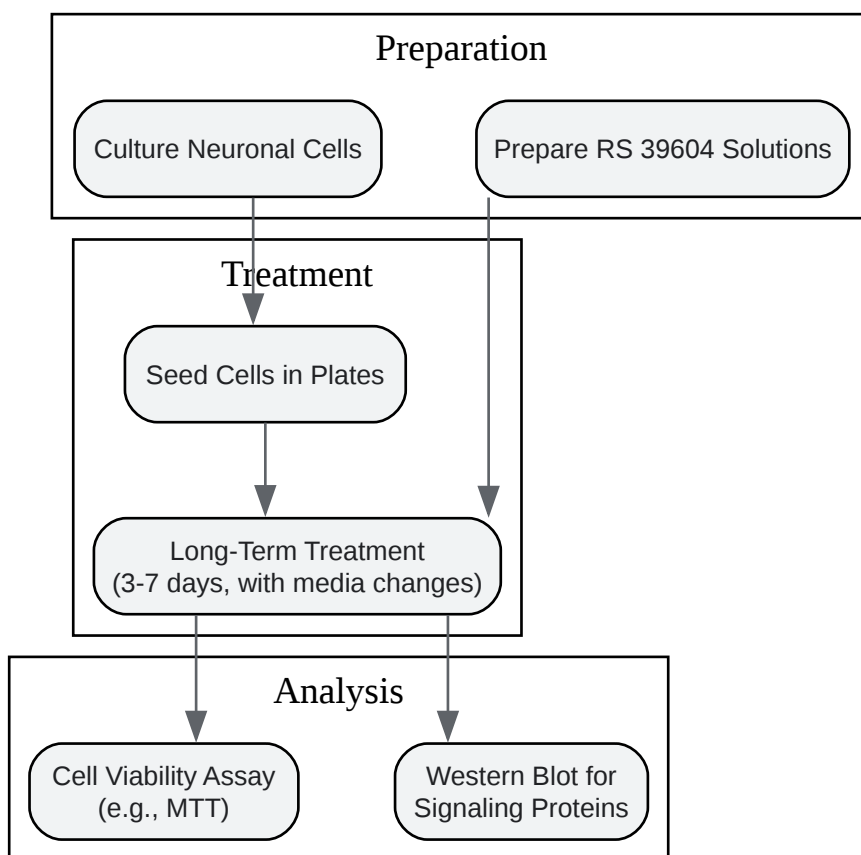 Preparation
Culture Neuronal Cells
Prepare RS 39604 Solutions
Treatment
Seed Cells in Plates
Long-Term Treatment
(3-7 days, with media changes)
Analysis
Cell Viability Assay
(e.g., MTT)
Western Blot for
Signaling Proteins